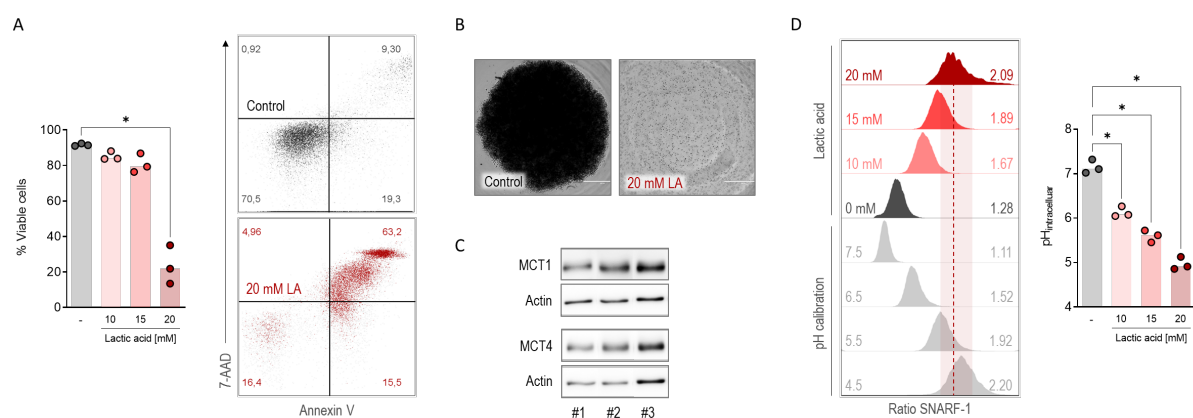 A
% Viable cells
100
80
60
40
20
0
-
10
15
20
Lactic acid [mM]
*
0,92
9,30
Control
70,5
19,3
4,96
63,2
20 mM LA
16,4
15,5
7-AAD
Annexin V
B
Control
20 mM LA
C
MCT1
Actin
MCT4
Actin
#1 #2 #3
D
Lactic acid
20 mM 2.09
15 mM 1.89
10 mM 1.67
0 mM 1.28
pH calibration
7.5 1.11
6.5 1.52
5.5 1.92
4.5 2.20
Ratio SNARF-1
pHintracelluar
8
7
6
5
4
*
*
*
-
10
15
20
Lactic acid [mM]